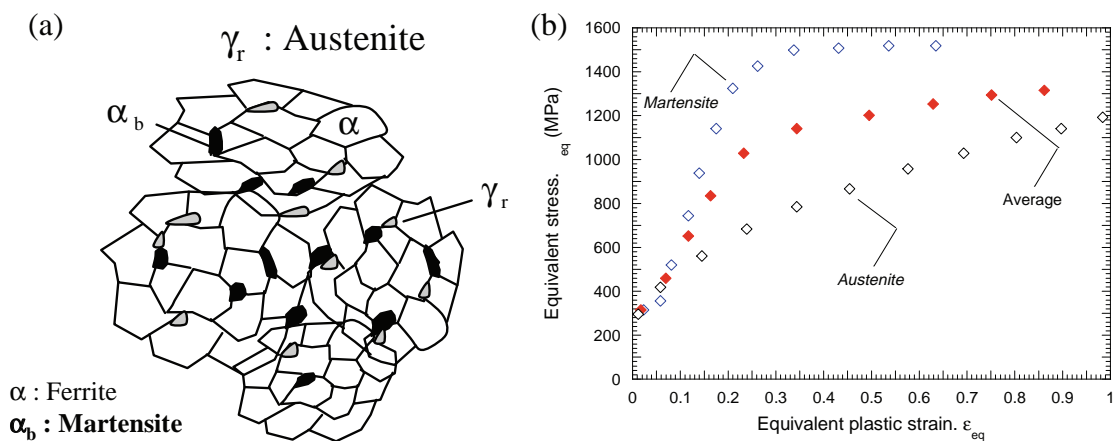 (a)
γr : Austenite
αb
α
γr
α : Ferrite
αb : Martensite
(b)
Equivalent stress. eq (MPa)
1600
1400
1200
1000
800
600
400
200
0
Martensite
Average
Austenite
0 0.1 0.2 0.3 0.4 0.5 0.6 0.7 0.8 0.9 1
Equivalent plastic strain. εeq